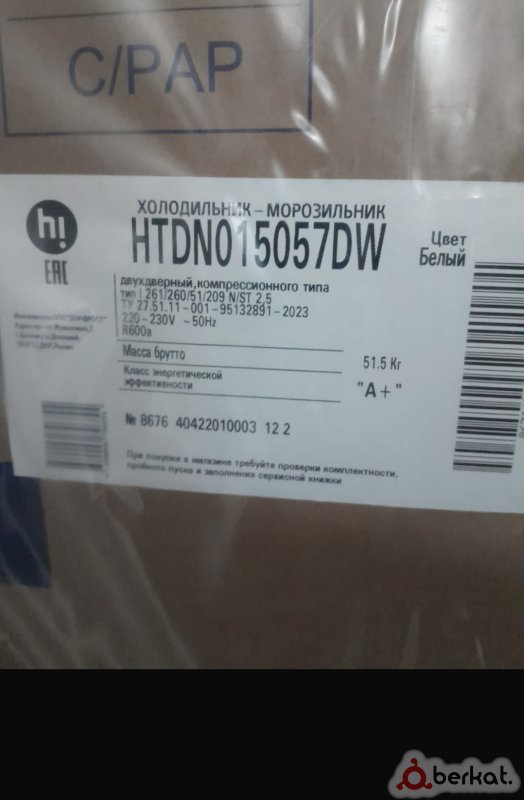 C/PAP
ХОЛОДИЛЬНИК – МОРОЗИЛЬНИК
hi
HTDN015057DW
Цвет
Белый
ЕАС
двухдверный, компрессионного типа
тип I 261/260/51/209 N/ST 2.5
ТУ 27.51.11-001-95132891-2023
220-230V ~50Hz
R600a
Масса брутто
51.5 Кг
Класс энергетической
эффективности
"A+"
№ 8676 40422010003 12 2
При покупке в магазине требуйте проверки комплектности,
пробного пуска и заполнения сервисной книжки
berkat.